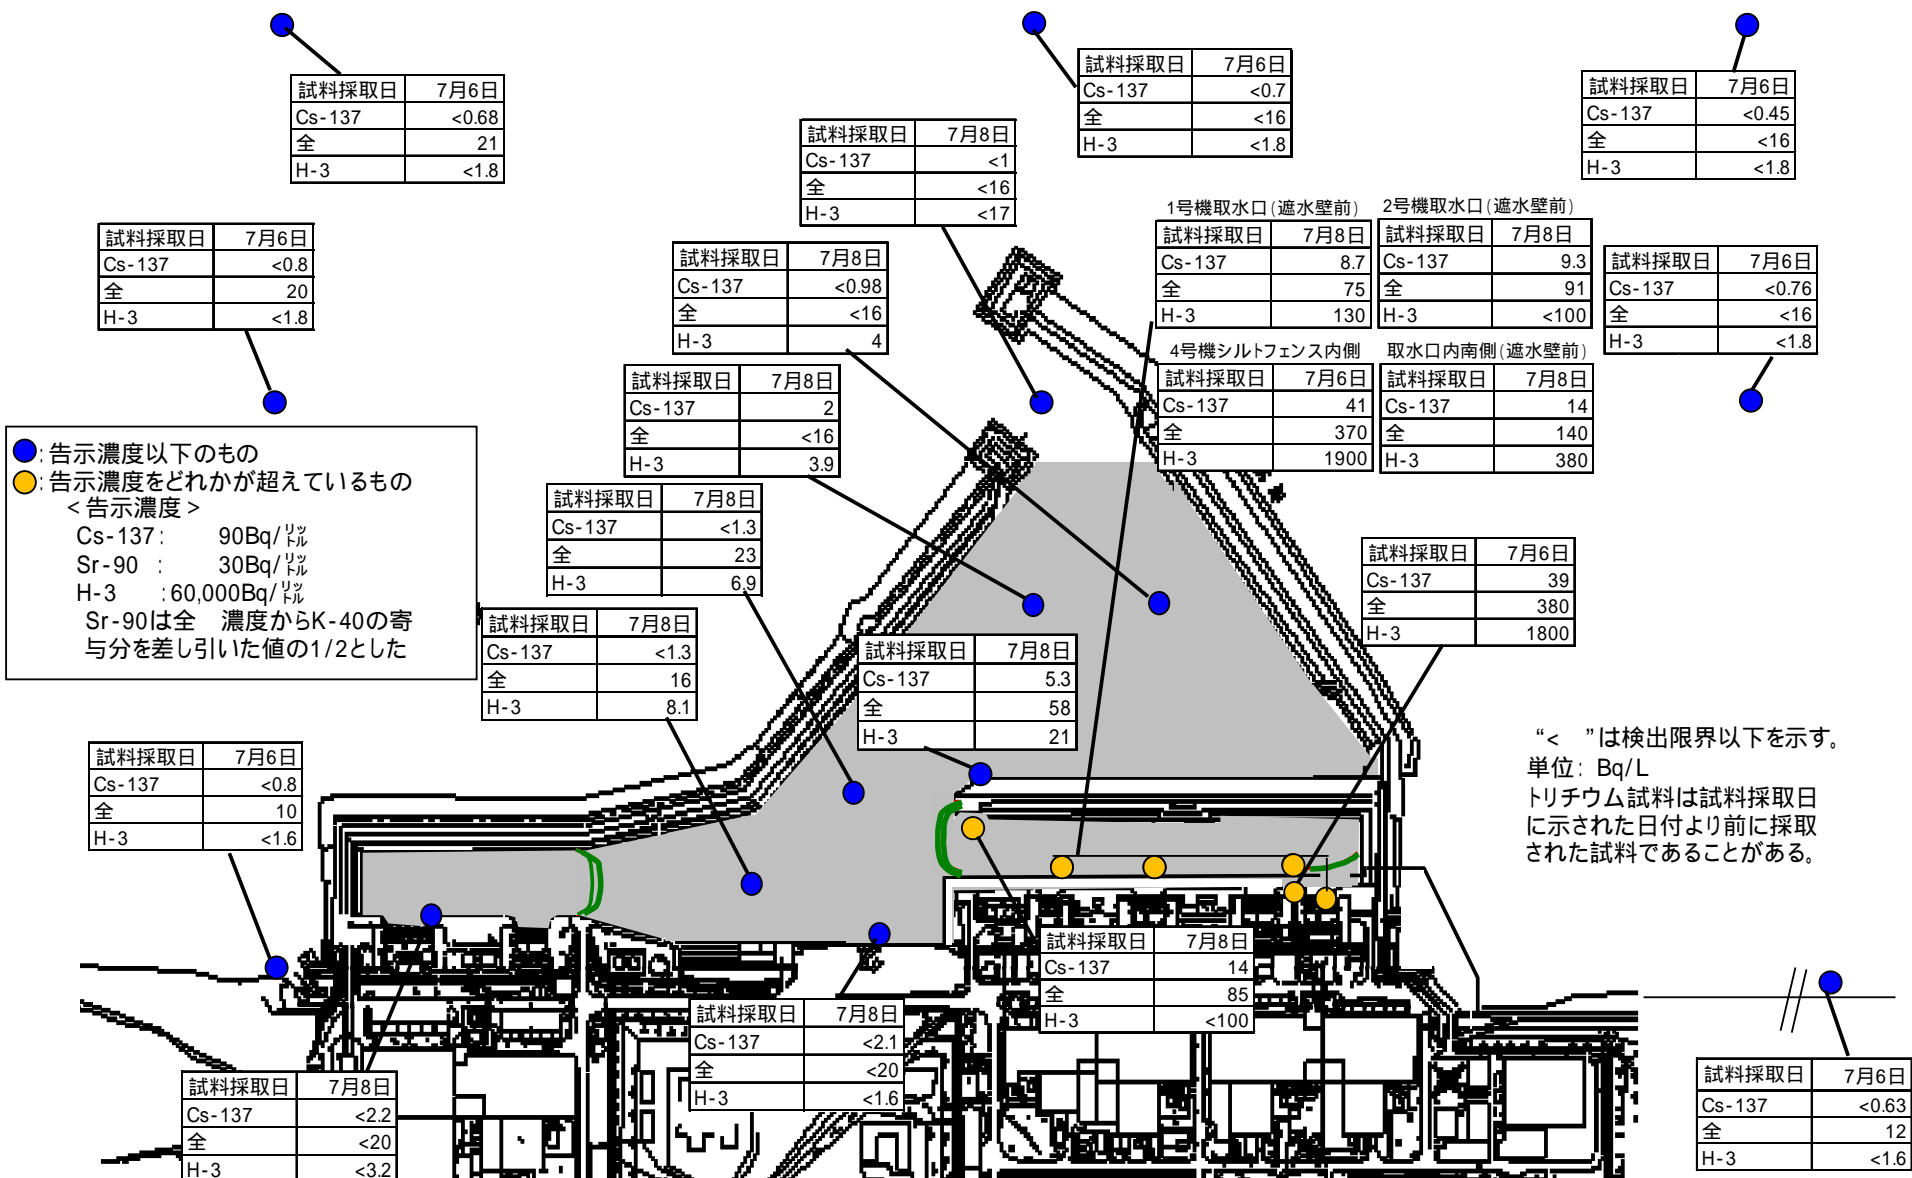 試料採取日 7月6日
Cs-137 <0.68
全 21
H-3 <1.8
試料採取日 7月6日
Cs-137 <0.7
全 <16
H-3 <1.8
試料採取日 7月6日
Cs-137 <0.45
全 <16
H-3 <1.8
試料採取日 7月8日
Cs-137 <1
全 <16
H-3 <17
試料採取日 7月6日
Cs-137 <0.8
全 20
H-3 <1.8
試料採取日 7月8日
Cs-137 <0.98
全 <16
H-3 4
1号機取水口(遮水壁前)
試料採取日 7月8日
Cs-137 8.7
全 75
H-3 130
2号機取水口(遮水壁前)
試料採取日 7月8日
Cs-137 9.3
全 91
H-3 <100
試料採取日 7月6日
Cs-137 <0.76
全 <16
H-3 <1.8
4号機シルトフェンス内側
試料採取日 7月6日
Cs-137 41
全 370
H-3 1900
取水口内南側(遮水壁前)
試料採取日 7月8日
Cs-137 14
全 140
H-3 380
試料採取日 7月8日
Cs-137 2
全 <16
H-3 3.9
:告示濃度以下のもの
:告示濃度をどれかが超えているもの
<告示濃度>
Cs-137: 90Bq/リットル
Sr-90 : 30Bq/リットル
H-3 :60,000Bq/リットル
Sr-90は全 濃度からK-40の寄
与分を差し引いた値の1/2とした
試料採取日 7月8日
Cs-137 <1.3
全 23
H-3 6.9
試料採取日 7月6日
Cs-137 39
全 380
H-3 1800
試料採取日 7月8日
Cs-137 <1.3
全 16
H-3 8.1
試料採取日 7月8日
Cs-137 5.3
全 58
H-3 21
“< ”は検出限界以下を示す。
単位: Bq/L
トリチウム試料は試料採取日
に示された日付より前に採取
された試料であることがある。
試料採取日 7月6日
Cs-137 <0.8
全 10
H-3 <1.6
試料採取日 7月8日
Cs-137 14
全 85
H-3 <100
試料採取日 7月8日
Cs-137 <2.1
全 <20
H-3 <1.6
試料採取日 7月8日
Cs-137 <2.2
全 <20
H-3 <3.2
試料採取日 7月6日
Cs-137 <0.63
全 12
H-3 <1.6